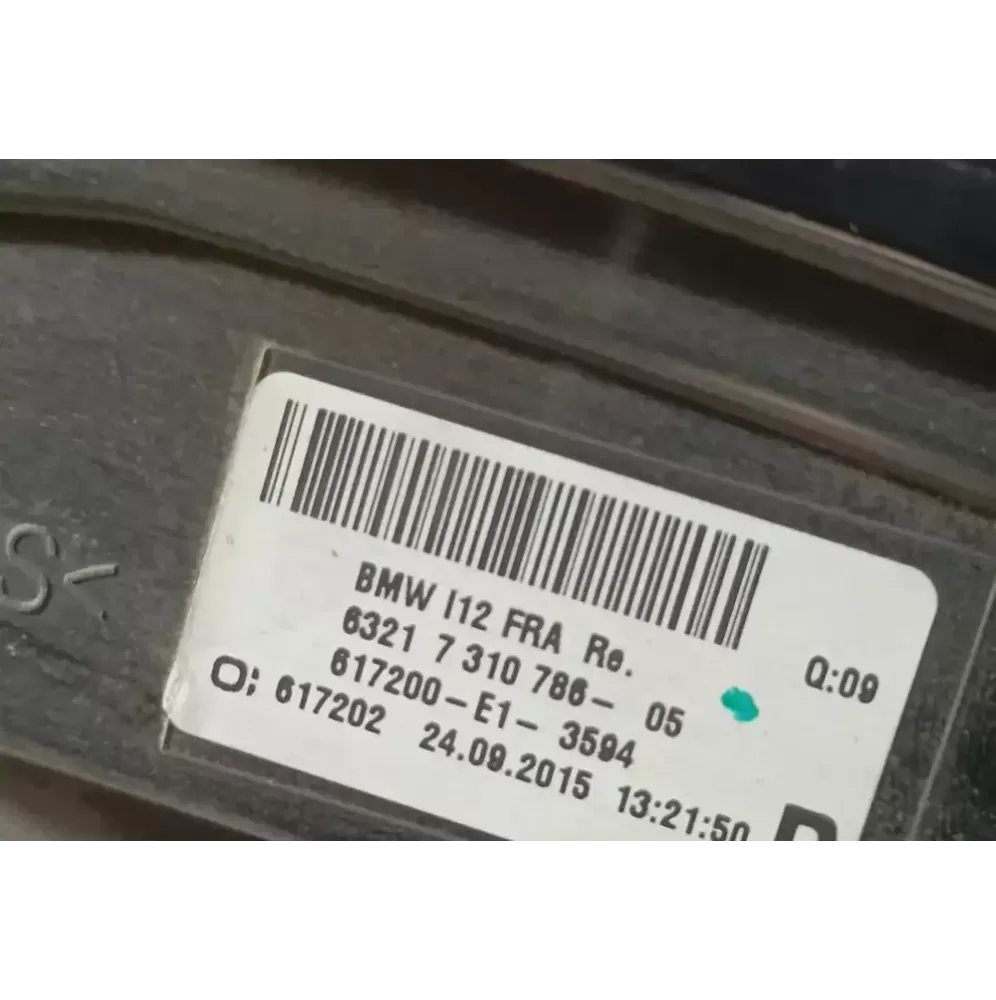 S<
BMW I12 FRA Re.
6321 7 310 786- 05
Q:09
617200-E1- 3594
O; 617202 24.09.2015 13:21:50